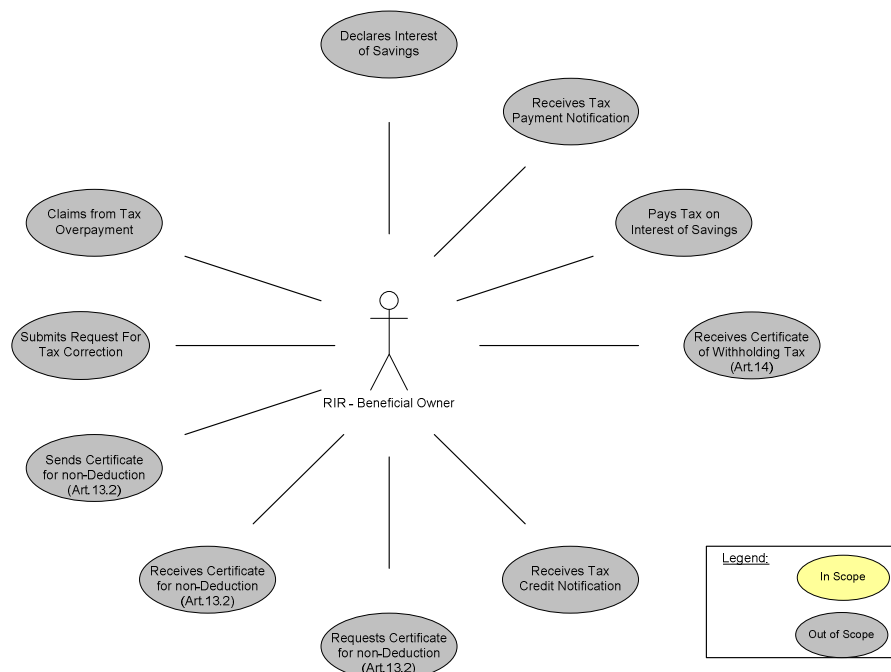 Declares Interest
of Savings
Receives Tax
Payment Notification
Claims from Tax
Overpayment
Pays Tax on
Interest of Savings
Submits Request For
Tax Correction
Receives Certificate
of Withholding Tax
(Art.14)
RIR - Beneficial Owner
Sends Certificate
for non-Deduction
(Art.13.2)
Receives Certificate
for non-Deduction
(Art.13.2)
Receives Tax
Credit Notification
Requests Certificate
for non-Deduction
(Art.13.2)
Legend:
In Scope
Out of Scope